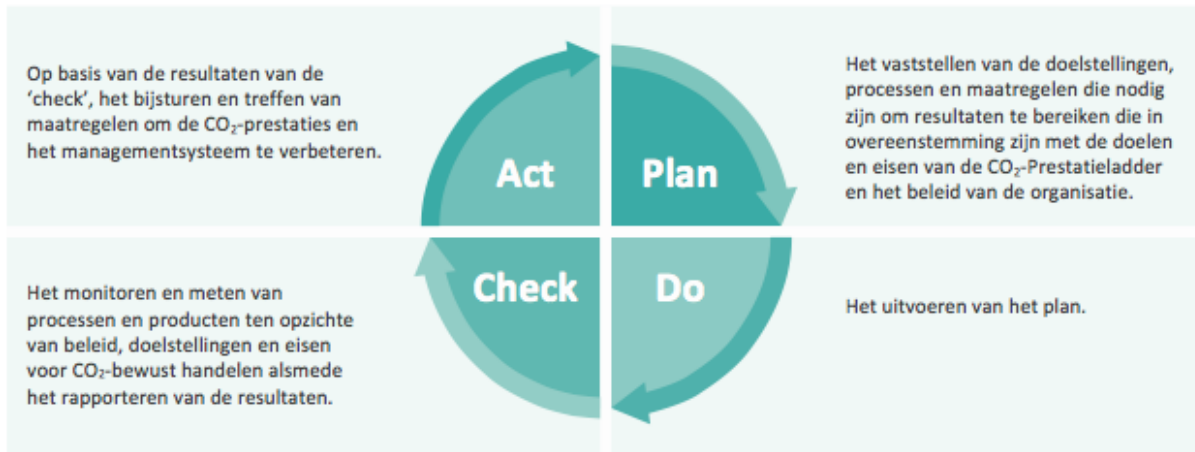 Op basis van de resultaten van de
‘check’, het bijsturen en treffen van
maatregelen om de CO₂-prestaties en
het managementsysteem te verbeteren.
Act
Plan
Het vaststellen van de doelstellingen,
processen en maatregelen die nodig
zijn om resultaten te bereiken die in
overeenstemming zijn met de doelen
en eisen van de CO₂-Prestatieladder
en het beleid van de organisatie.
Het monitoren en meten van
processen en producten ten opzichte
van beleid, doelstellingen en eisen
voor CO₂-bewust handelen alsmede
het rapporteren van de resultaten.
Check
Do
Het uitvoeren van het plan.